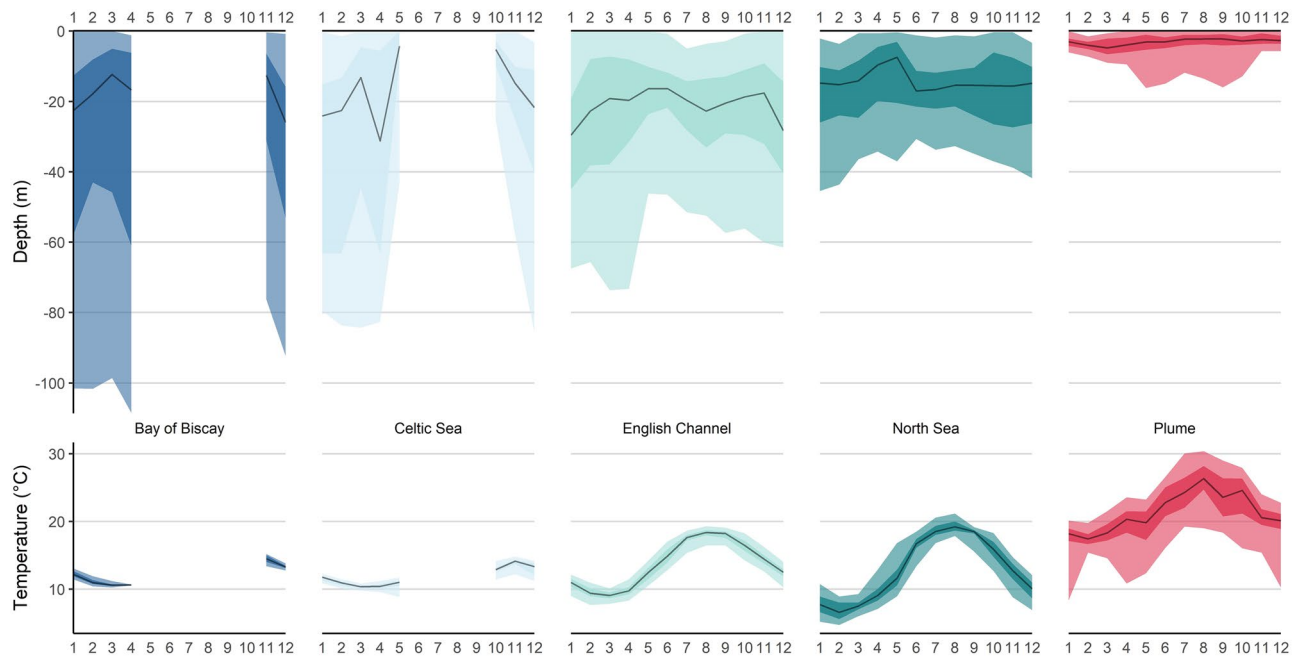 1 2 3 4 5 6 7 8 9 10 11 12 1 2 3 4 5 6 7 8 9 10 11 12 1 2 3 4 5 6 7 8 9 10 11 12 1 2 3 4 5 6 7 8 9 10 11 12 1 2 3 4 5 6 7 8 9 10 11 12
0
-20
-40
-60
-80
-100
Depth (m)
Bay of Biscay Celtic Sea English Channel North Sea Plume
30
20
10
Temperature (°C)
1 2 3 4 5 6 7 8 9 10 11 12 1 2 3 4 5 6 7 8 9 10 11 12 1 2 3 4 5 6 7 8 9 10 11 12 1 2 3 4 5 6 7 8 9 10 11 12 1 2 3 4 5 6 7 8 9 10 11 12